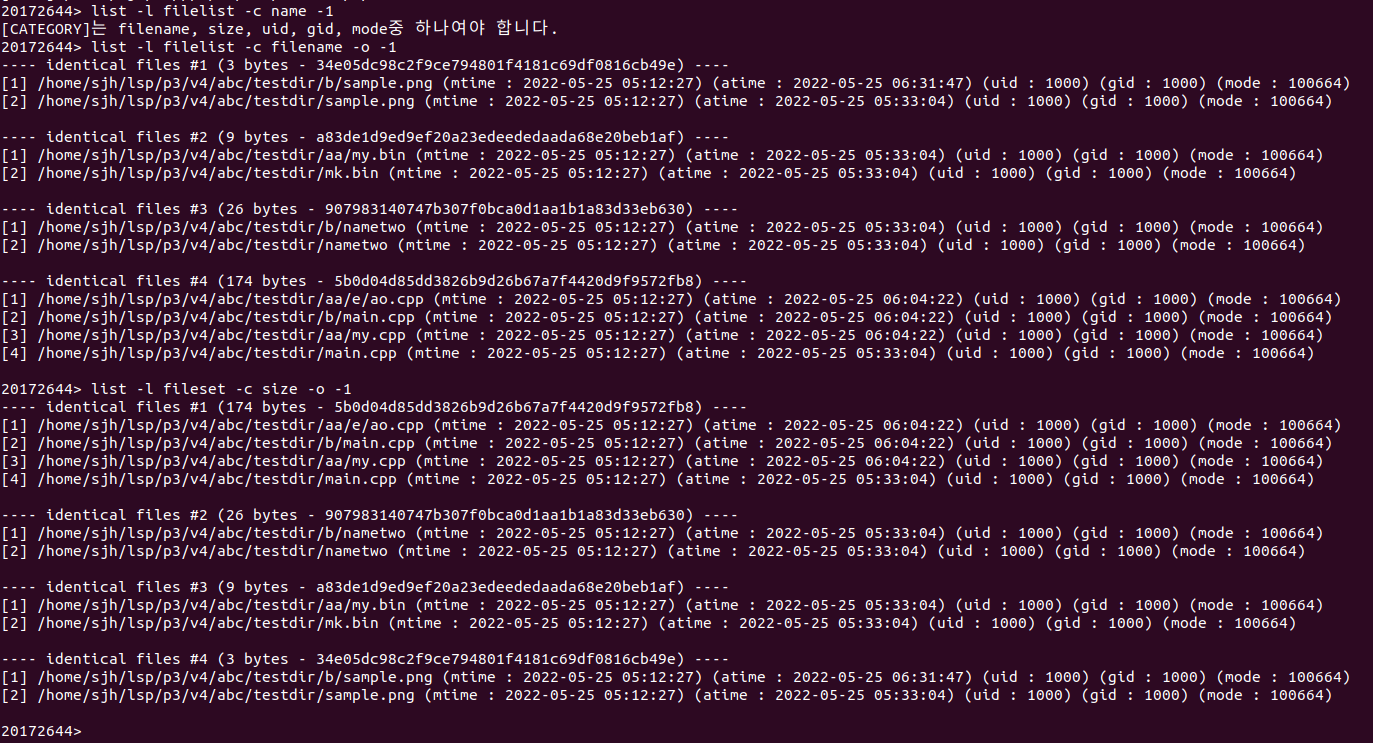 20172644> list -l filelist -c name -1
[CATEGORY]는 filename, size, uid, gid, mode중 하나여야 합니다.
20172644> list -l filelist -c filename -o -1
---- identical files #1 (3 bytes - 34e05dc98c2f9ce794801f4181c69df0816cb49e) ----
[1] /home/sjh/lsp/p3/v4/abc/testdir/b/sample.png (mtime : 2022-05-25 05:12:27) (atime : 2022-05-25 06:31:47) (uid : 1000) (gid : 1000) (mode : 100664)
[2] /home/sjh/lsp/p3/v4/abc/testdir/sample.png (mtime : 2022-05-25 05:12:27) (atime : 2022-05-25 05:33:04) (uid : 1000) (gid : 1000) (mode : 100664)

---- identical files #2 (9 bytes - a83de1d9ed9ef20a23edeededaada68e20beb1af) ----
[1] /home/sjh/lsp/p3/v4/abc/testdir/aa/my.bin (mtime : 2022-05-25 05:12:27) (atime : 2022-05-25 05:33:04) (uid : 1000) (gid : 1000) (mode : 100664)
[2] /home/sjh/lsp/p3/v4/abc/testdir/mk.bin (mtime : 2022-05-25 05:12:27) (atime : 2022-05-25 05:33:04) (uid : 1000) (gid : 1000) (mode : 100664)

---- identical files #3 (26 bytes - 907983140747b307f0bca0d1aa1b1a83d33eb630) ----
[1] /home/sjh/lsp/p3/v4/abc/testdir/b/nametwo (mtime : 2022-05-25 05:12:27) (atime : 2022-05-25 05:33:04) (uid : 1000) (gid : 1000) (mode : 100664)
[2] /home/sjh/lsp/p3/v4/abc/testdir/nametwo (mtime : 2022-05-25 05:12:27) (atime : 2022-05-25 05:33:04) (uid : 1000) (gid : 1000) (mode : 100664)

---- identical files #4 (174 bytes - 5b0d04d85dd3826b9d26b67a7f4420d9f9572fb8) ----
[1] /home/sjh/lsp/p3/v4/abc/testdir/aa/e/ao.cpp (mtime : 2022-05-25 05:12:27) (atime : 2022-05-25 06:04:22) (uid : 1000) (gid : 1000) (mode : 100664)
[2] /home/sjh/lsp/p3/v4/abc/testdir/b/main.cpp (mtime : 2022-05-25 05:12:27) (atime : 2022-05-25 06:04:22) (uid : 1000) (gid : 1000) (mode : 100664)
[3] /home/sjh/lsp/p3/v4/abc/testdir/aa/my.cpp (mtime : 2022-05-25 05:12:27) (atime : 2022-05-25 06:04:22) (uid : 1000) (gid : 1000) (mode : 100664)
[4] /home/sjh/lsp/p3/v4/abc/testdir/main.cpp (mtime : 2022-05-25 05:12:27) (atime : 2022-05-25 05:33:04) (uid : 1000) (gid : 1000) (mode : 100664)

20172644> list -l fileset -c size -o -1
---- identical files #1 (174 bytes - 5b0d04d85dd3826b9d26b67a7f4420d9f9572fb8) ----
[1] /home/sjh/lsp/p3/v4/abc/testdir/aa/e/ao.cpp (mtime : 2022-05-25 05:12:27) (atime : 2022-05-25 06:04:22) (uid : 1000) (gid : 1000) (mode : 100664)
[2] /home/sjh/lsp/p3/v4/abc/testdir/b/main.cpp (mtime : 2022-05-25 05:12:27) (atime : 2022-05-25 06:04:22) (uid : 1000) (gid : 1000) (mode : 100664)
[3] /home/sjh/lsp/p3/v4/abc/testdir/aa/my.cpp (mtime : 2022-05-25 05:12:27) (atime : 2022-05-25 06:04:22) (uid : 1000) (gid : 1000) (mode : 100664)
[4] /home/sjh/lsp/p3/v4/abc/testdir/main.cpp (mtime : 2022-05-25 05:12:27) (atime : 2022-05-25 05:33:04) (uid : 1000) (gid : 1000) (mode : 100664)

---- identical files #2 (26 bytes - 907983140747b307f0bca0d1aa1b1a83d33eb630) ----
[1] /home/sjh/lsp/p3/v4/abc/testdir/b/nametwo (mtime : 2022-05-25 05:12:27) (atime : 2022-05-25 05:33:04) (uid : 1000) (gid : 1000) (mode : 100664)
[2] /home/sjh/lsp/p3/v4/abc/testdir/nametwo (mtime : 2022-05-25 05:12:27) (atime : 2022-05-25 05:33:04) (uid : 1000) (gid : 1000) (mode : 100664)

---- identical files #3 (9 bytes - a83de1d9ed9ef20a23edeededaada68e20beb1af) ----
[1] /home/sjh/lsp/p3/v4/abc/testdir/aa/my.bin (mtime : 2022-05-25 05:12:27) (atime : 2022-05-25 05:33:04) (uid : 1000) (gid : 1000) (mode : 100664)
[2] /home/sjh/lsp/p3/v4/abc/testdir/mk.bin (mtime : 2022-05-25 05:12:27) (atime : 2022-05-25 05:33:04) (uid : 1000) (gid : 1000) (mode : 100664)

---- identical files #4 (3 bytes - 34e05dc98c2f9ce794801f4181c69df0816cb49e) ----
[1] /home/sjh/lsp/p3/v4/abc/testdir/b/sample.png (mtime : 2022-05-25 05:12:27) (atime : 2022-05-25 06:31:47) (uid : 1000) (gid : 1000) (mode : 100664)
[2] /home/sjh/lsp/p3/v4/abc/testdir/sample.png (mtime : 2022-05-25 05:12:27) (atime : 2022-05-25 05:33:04) (uid : 1000) (gid : 1000) (mode : 100664)

20172644>